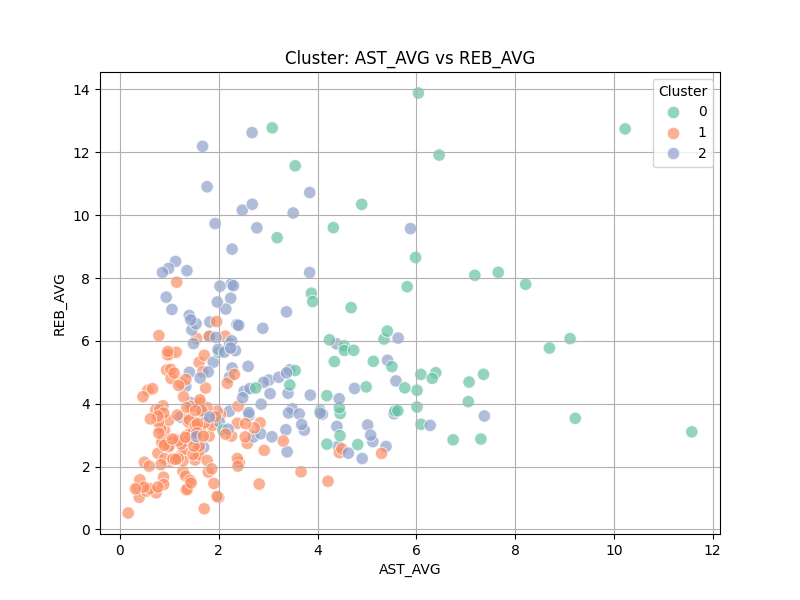 Cluster: AST_AVG vs REB_AVG
Cluster
0
1
2
REB_AVG
14
12
10
8
6
4
2
0
0 2 4 6 8 10 12
AST_AVG